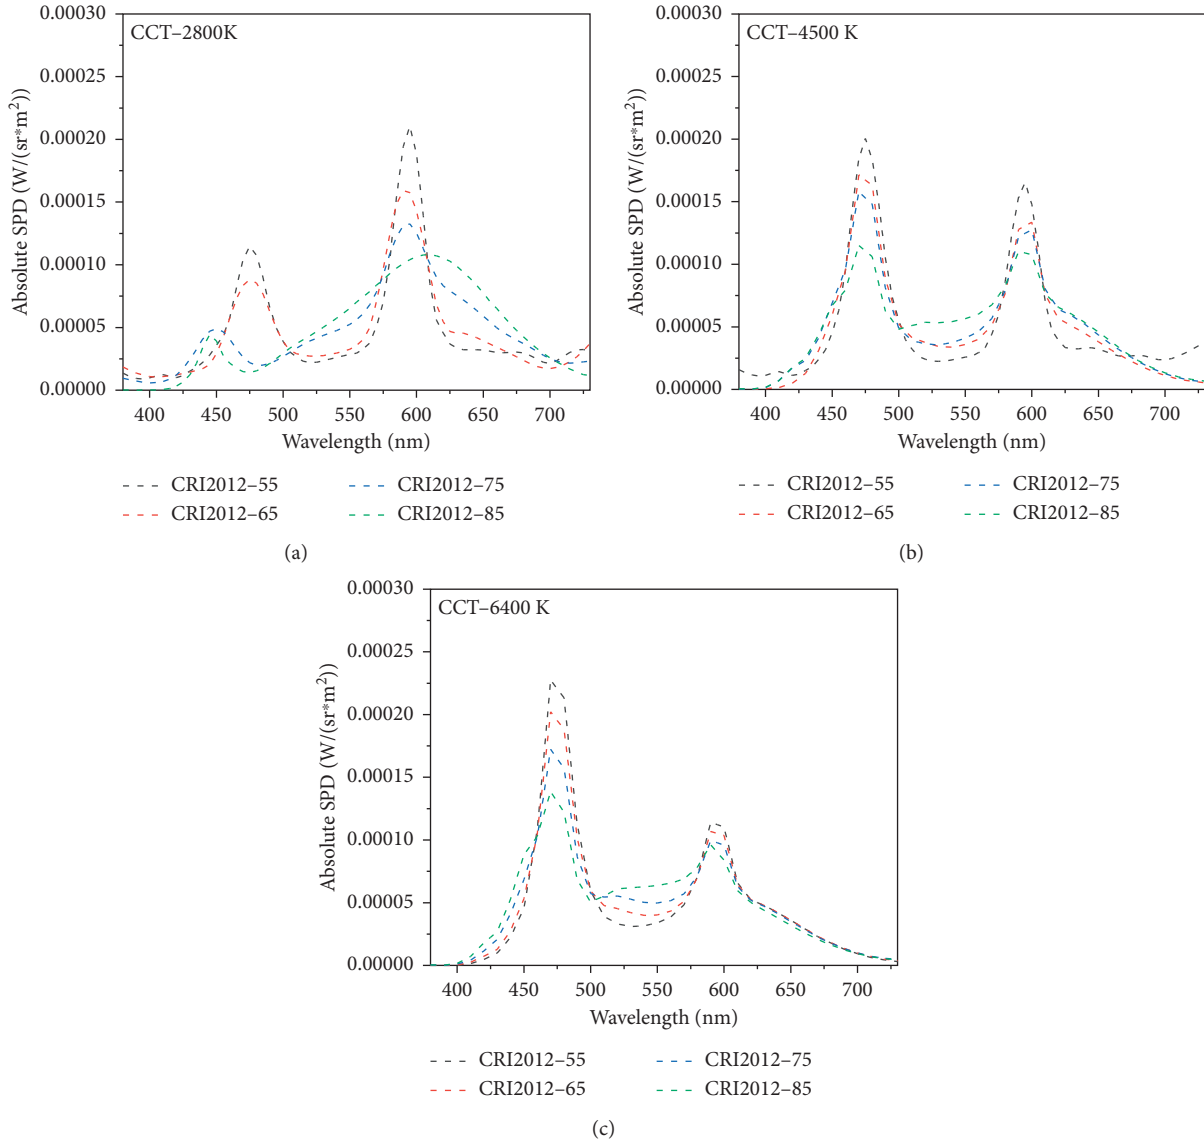 CCT–2800K
0.00030
0.00025
0.00020
0.00015
0.00010
0.00005
0.00000
Absolute SPD (W/(sr*m²))
400 450 500 550 600 650 700
Wavelength (nm)
CRI2012–55 CRI2012–75
CRI2012–65 CRI2012–85
(a)
CCT–4500 K
0.00030
0.00025
0.00020
0.00015
0.00010
0.00005
0.00000
Absolute SPD (W/(sr*m²))
400 450 500 550 600 650 700
Wavelength (nm)
CRI2012–55 CRI2012–75
CRI2012–65 CRI2012–85
(b)
CCT–6400 K
0.00030
0.00025
0.00020
0.00015
0.00010
0.00005
0.00000
Absolute SPD (W/(sr*m²))
400 450 500 550 600 650 700
Wavelength (nm)
CRI2012–55 CRI2012–75
CRI2012–65 CRI2012–85
(c)